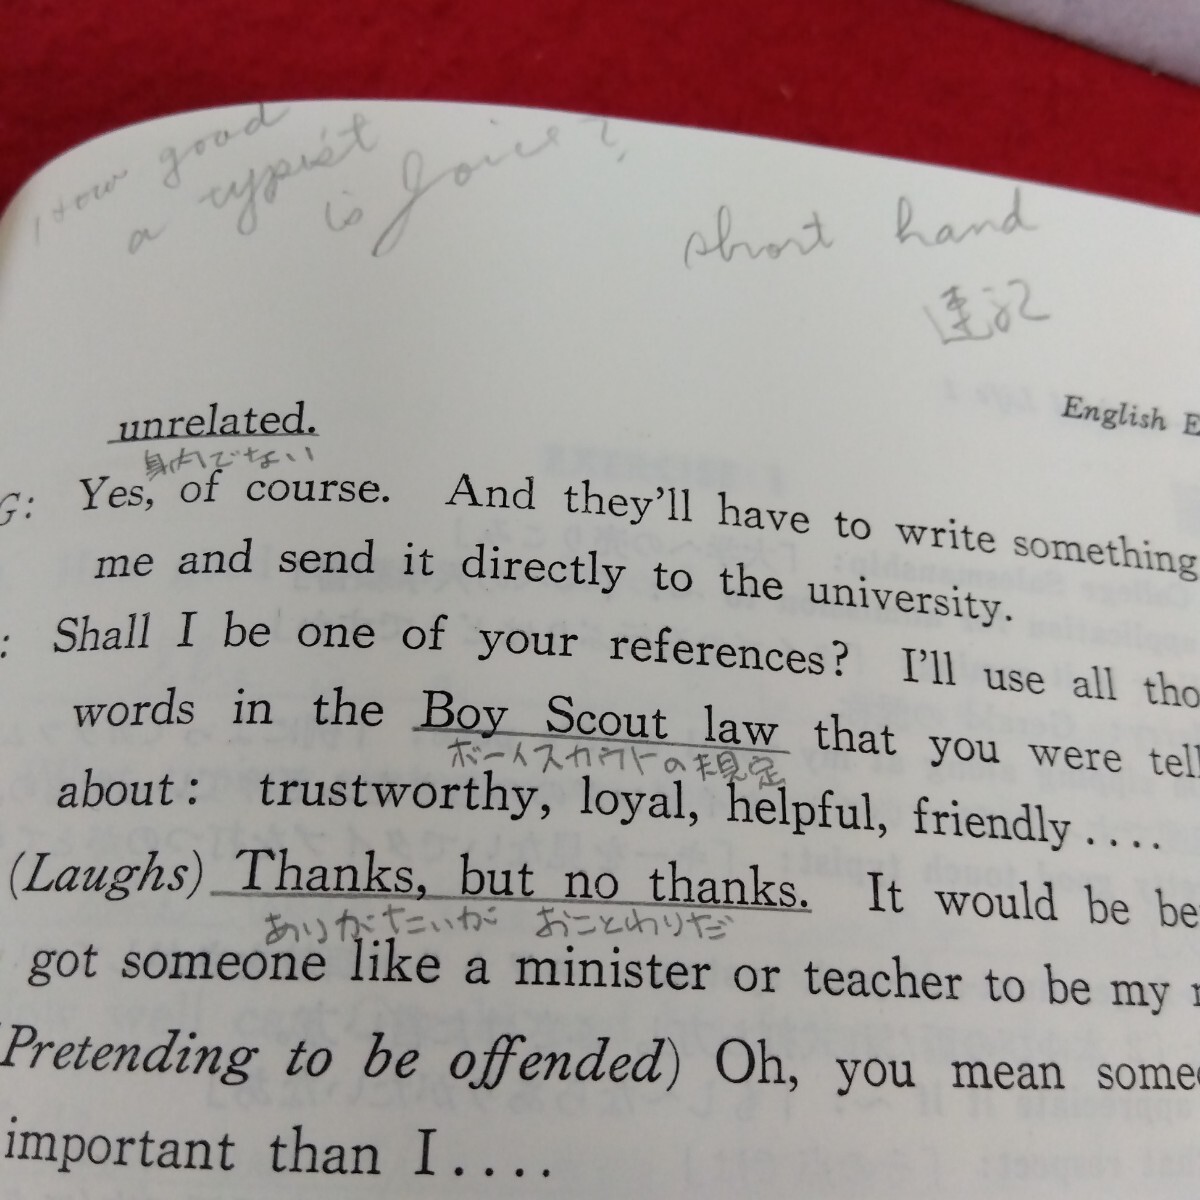 How good
a typist
is Joice?
short hand
速記
English E
unrelated.
身内でない
G: Yes, of course. And they'll have to write something
me and send it directly to the university.
: Shall I be one of your references? I'll use all tho
words in the Boy Scout law that you were tell
ボーイスカウトの規定
about: trustworthy, loyal, helpful, friendly....
(Laughs) Thanks, but no thanks. It would be be
ありがたいが おことわりだ
got someone like a minister or teacher to be my r
(Pretending to be offended) Oh, you mean some
important than I....